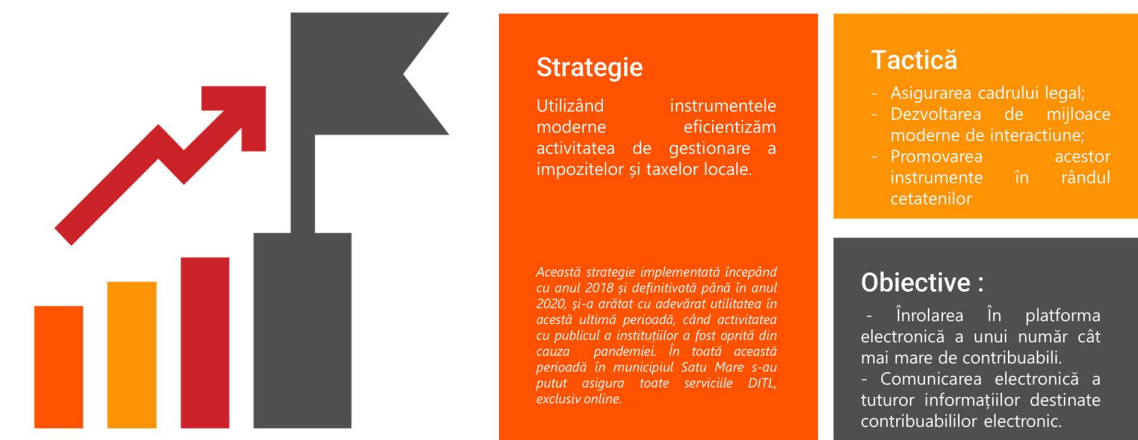 Strategie
Utilizând instrumentele
moderne eficientizăm
activitatea de gestionare a
impozitelor și taxelor locale.
Această strategie implementată începând
cu anul 2018 și definitivată până în anul
2020, și-a arătat cu adevărat utilitatea în
acestă ultimă perioadă, când activitatea
cu publicul a instituțiilor a fost oprită din
cauza pandemiei. În toată această
perioadă în municipiul Satu Mare s-au
putut asigura toate serviciile DITL,
exclusiv online.
Tactică
- Asigurarea cadrului legal;
- Dezvoltarea de mijloace
moderne de interactiune;
- Promovarea acestor
instrumente în rândul
cetatenilor
Obiective :
- Înrolarea În platforma
electronică a unui număr cât
mai mare de contribuabili.
- Comunicarea electronică a
tuturor informațiilor destinate
contribuabililor electronic.